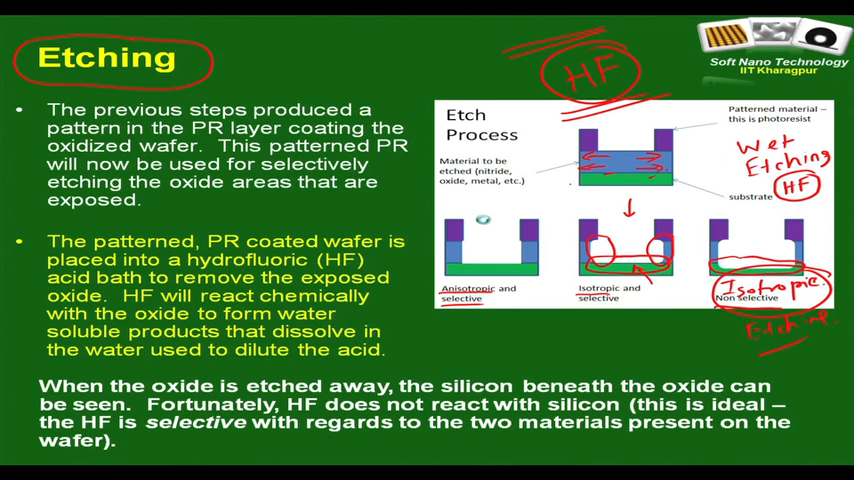 Etching
HF
Soft Nano Technology
IIT Kharagpur
• The previous steps produced a
pattern in the PR layer coating the
oxidized wafer. This patterned PR
will now be used for selectively
etching the oxide areas that are
exposed.
• The patterned, PR coated wafer is
placed into a hydrofluoric (HF)
acid bath to remove the exposed
oxide. HF will react chemically
with the oxide to form water
soluble products that dissolve in
the water used to dilute the acid.
Etch
Process
Patterned material –
this is photoresist
Material to be
etched (nitride,
oxide, metal, etc.)
Wet
Etching
HF
substrate
Anisotropic and
selective
Isotropic and
selective
Isotropic
Non selective
Etching
When the oxide is etched away, the silicon beneath the oxide can
be seen. Fortunately, HF does not react with silicon (this is ideal –
the HF is selective with regards to the two materials present on the
wafer).